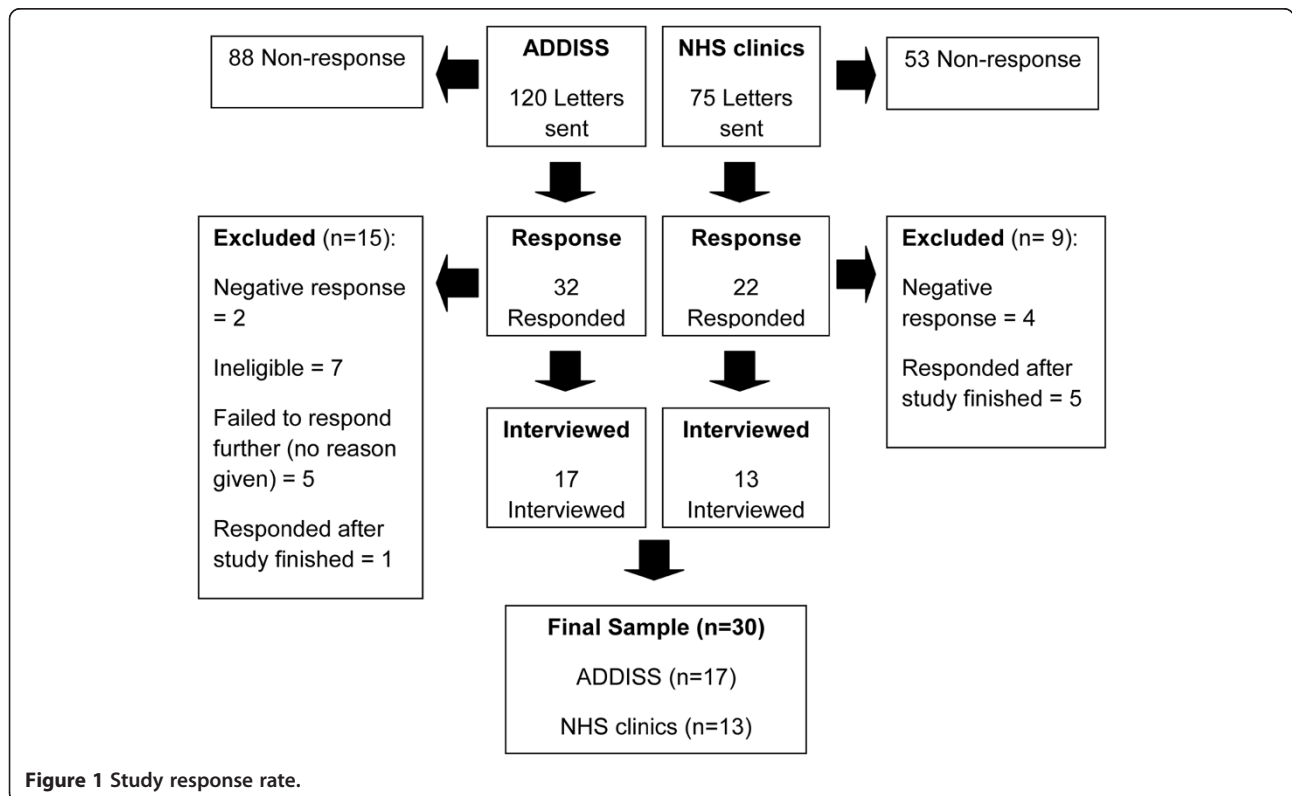 88 Non-response
ADDISS
120 Letters
sent
NHS clinics
75 Letters
sent
53 Non-response
Excluded (n=15):
Negative response
= 2
Ineligible = 7
Failed to respond
further (no reason
given) = 5
Responded after
study finished = 1
Response
32
Responded
Response
22
Responded
Excluded (n= 9):
Negative
response = 4
Responded after
study finished = 5
Interviewed
17
Interviewed
Interviewed
13
Interviewed
Final Sample (n=30)
ADDISS (n=17)
NHS clinics (n=13)
Figure 1 Study response rate.